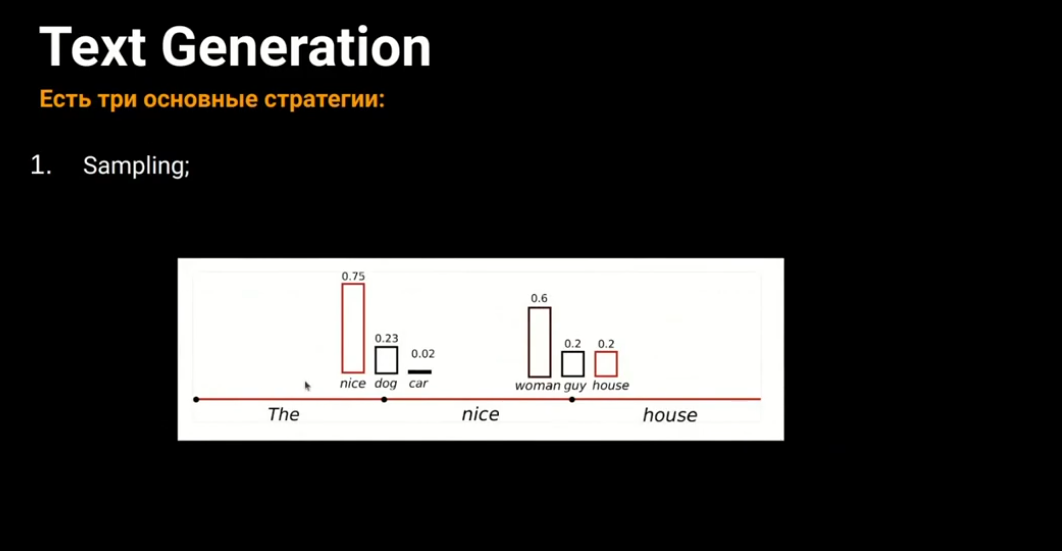 Text Generation
Есть три основные стратегии:
1. Sampling;
0.75
0.6
0.23
0.02
0.2 0.2
nice dog car
woman guy house
The nice house